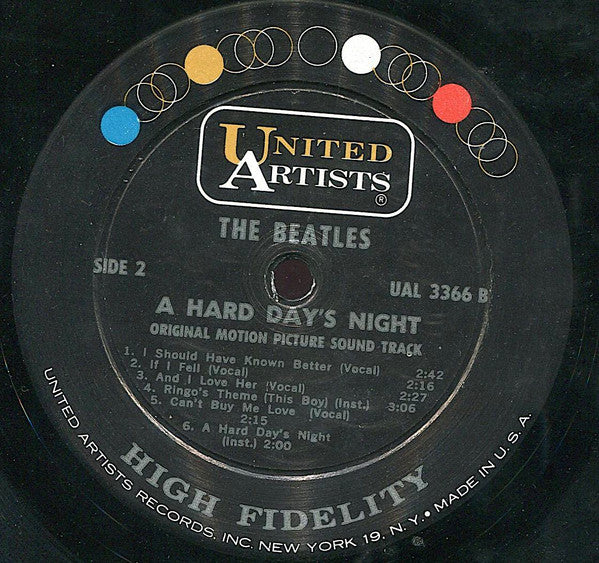 UNITED
ARTISTS
®
THE BEATLES
SIDE 2
UAL 3366 B
A HARD DAY'S NIGHT
ORIGINAL MOTION PICTURE SOUND TRACK
1. I Should Have Known Better (Vocal) 2:42
2. If I Fell (Vocal) 2:16
3. And I Love Her (Vocal) 2:27
4. Ringo's Theme (This Boy) (Inst.) 3:06
5. Can't Buy Me Love (Vocal)
2:15
6. A Hard Day's Night
(Inst.) 2:00
HIGH FIDELITY
UNITED ARTISTS RECORDS, INC. NEW YORK 19, N.Y. • MADE IN U.S.A.